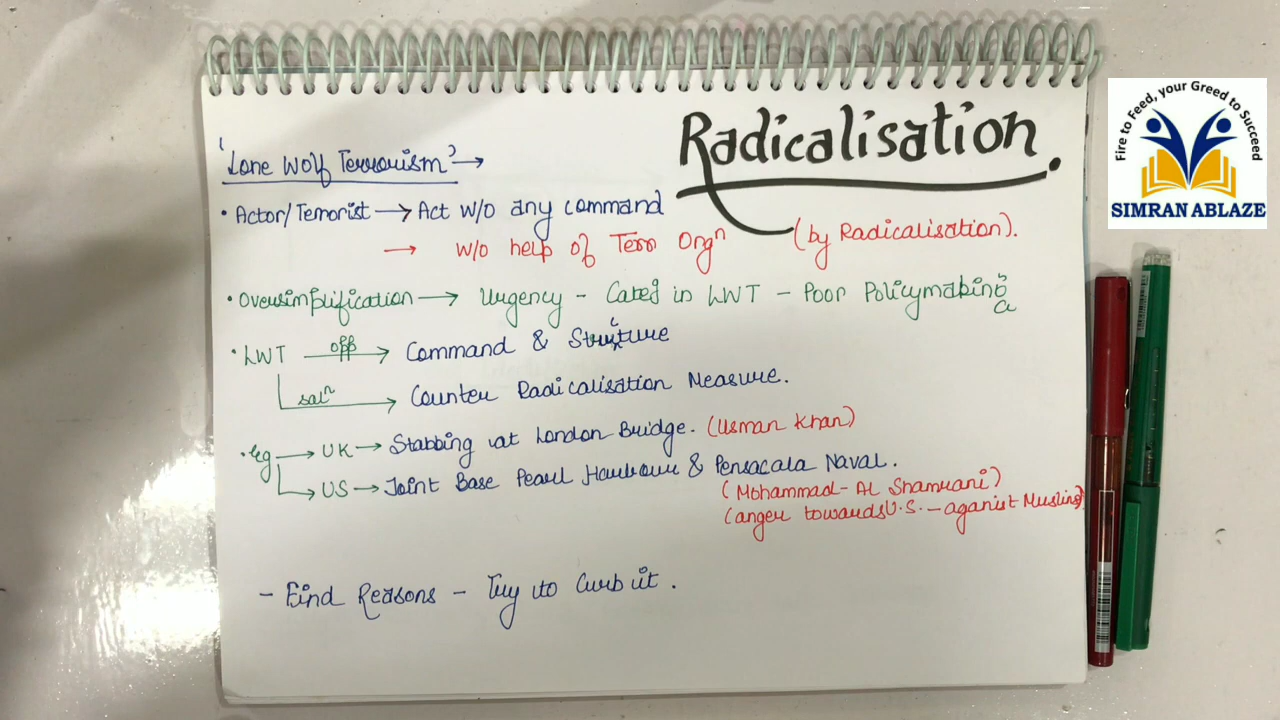 Radicalisation.
'Lone Wolf Terrorism' →
• Actor/Terrorist → Act w/o any command
→ w/o help of Terr Orgn (by Radicalisation).
• Oversimplification → Urgency - Cated in LWT - Poor Policymaking
• LWT off → Command & Structure
soln → Counter Radicalisation Measure.
• eg → UK → Stabbing at London Bridge. (Usman Khan)
→ US → Joint Base Pearl Harbour & Pensacala Naval.
(Mohammad - AL Shamrani)
(anger towards U.S. - aganist Muslims)
- Find Reasons - Try to Curb it.
Fire to Feed, your Greed to Succeed
SIMRAN ABLAZE